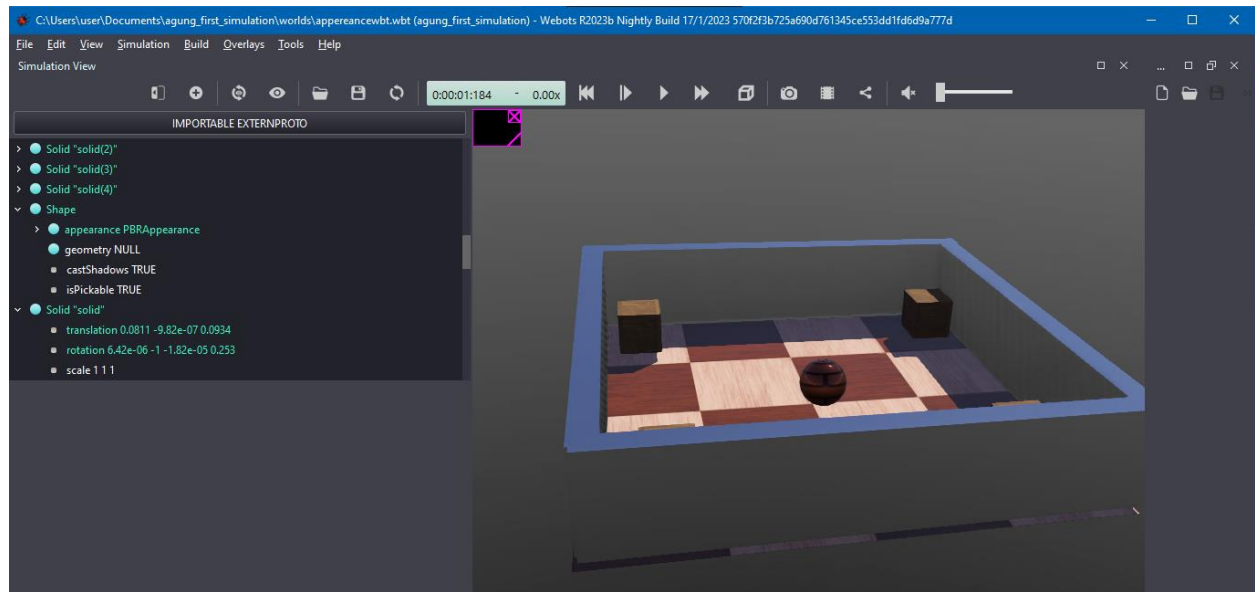 C:\Users\user\Documents\agung_first_simulation\worlds\appereancewbt.wbt (agung_first_simulation) - Webots R2023b Nightly Build 17/1/2023 570f2f3b725a690d761345ce553dd1fd6d9a777d
File Edit View Simulation Build Overlays Tools Help
Simulation View
0:00:01:184 - 0.00x
IMPORTABLE EXTERNPROTO
Solid "solid(2)"
Solid "solid(3)"
Solid "solid(4)"
Shape
appearance PBRAppearance
geometry NULL
castShadows TRUE
isPickable TRUE
Solid "solid"
translation 0.0811 -9.82e-07 0.0934
rotation 6.42e-06 -1 -1.82e-05 0.253
scale 1 1 1